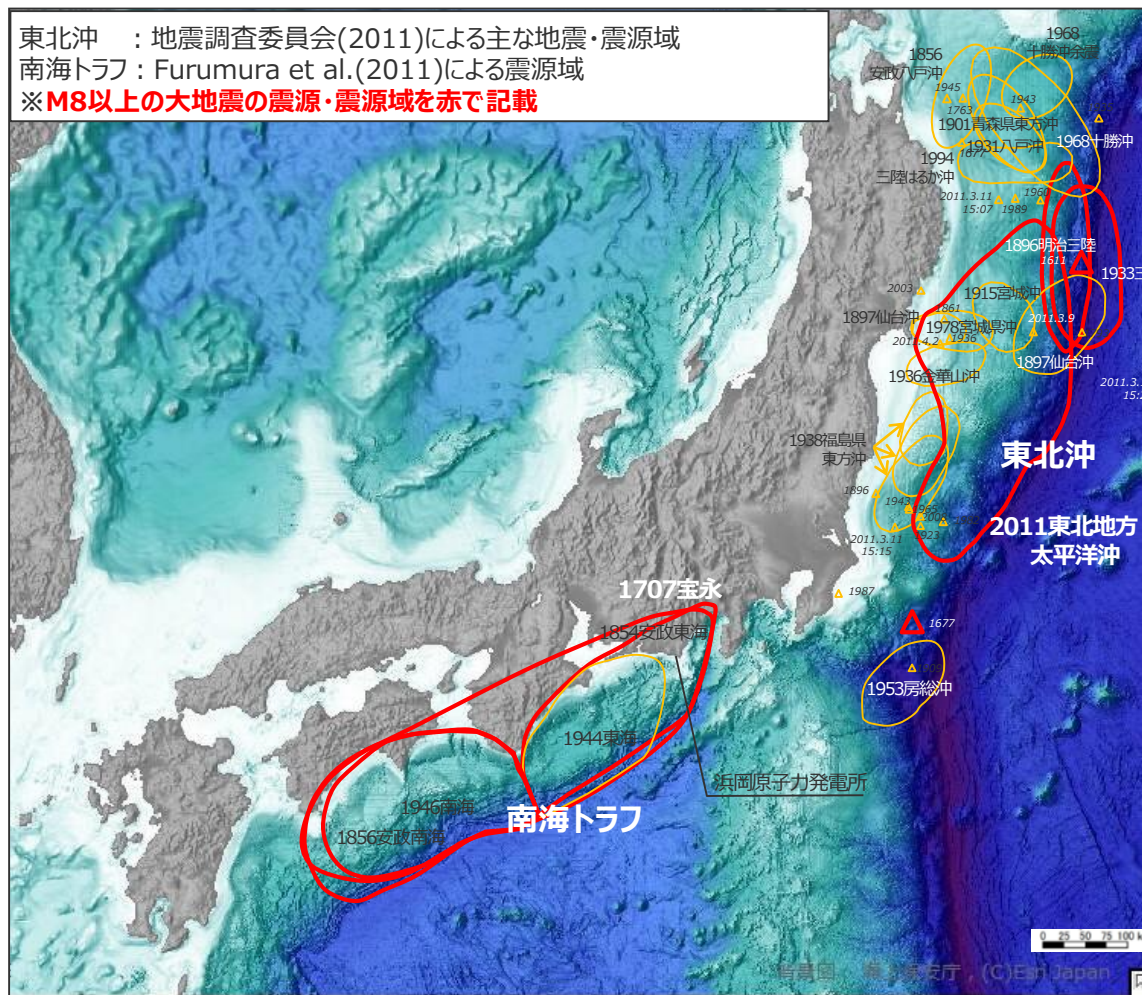 東北沖　：地震調査委員会(2011)による主な地震・震源域
南海トラフ：Furumura et al.(2011)による震源域
※M8以上の大地震の震源・震源域を赤で記載
1968
十勝沖余震
1856
安政八戸沖
1945
1763
1943
1901青森県東方沖
1931八戸沖
1968十勝沖
1677
1994
三陸はるか沖
2011.3.11
15:07
1989
1960
1896明治三陸
1611
1933三
2003
1915宮城沖
1861
1897仙台沖
1978宮城県沖
2011.3.9
1936
1897仙台沖
1936金華山沖
2011.3.
1938福島県
東方沖
東北沖
1896
1943
2011.3.11
15:15
1923
2011東北地方
太平洋沖
1987
1707宝永
1677
1854安政東海
1953房総沖
1944東海
浜岡原子力発電所
1946南海
南海トラフ
1856安政南海
0 25 50 75 100 k
(C)Esri Japan